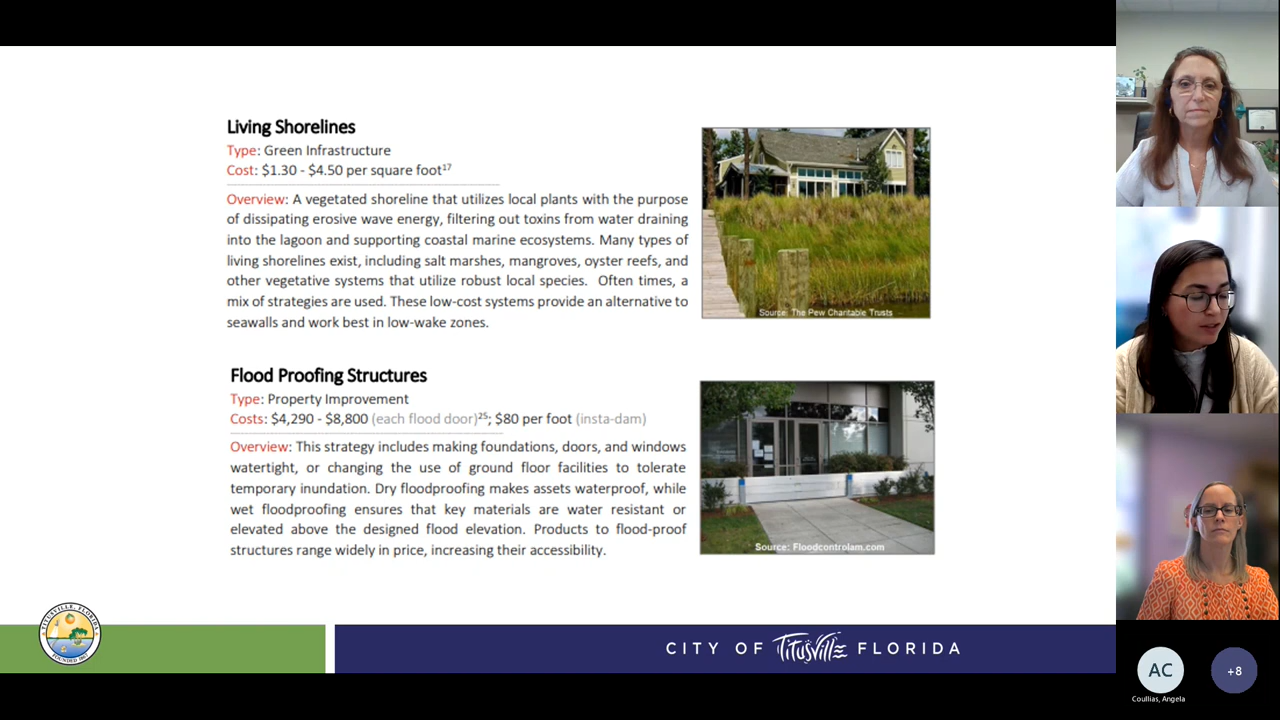 Living Shorelines
Type: Green Infrastructure
Cost: $1.30 - $4.50 per square foot¹⁷
Overview: A vegetated shoreline that utilizes local plants with the purpose
of dissipating erosive wave energy, filtering out toxins from water draining
into the lagoon and supporting coastal marine ecosystems. Many types of
living shorelines exist, including salt marshes, mangroves, oyster reefs, and
other vegetative systems that utilize robust local species. Often times, a
mix of strategies are used. These low-cost systems provide an alternative to
seawalls and work best in low-wake zones.
Source: The Pew Charitable Trusts
Flood Proofing Structures
Type: Property Improvement
Costs: $4,290 - $8,800 (each flood door)²⁵; $80 per foot (insta-dam)
Overview: This strategy includes making foundations, doors, and windows
watertight, or changing the use of ground floor facilities to tolerate
temporary inundation. Dry floodproofing makes assets waterproof, while
wet floodproofing ensures that key materials are water resistant or
elevated above the designed flood elevation. Products to flood-proof
structures range widely in price, increasing their accessibility.
Source: Floodcontrolam.com
TITUSVILLE, FLORIDA
CITY OF Titusville FLORIDA
AC
Coullias, Angela
+8